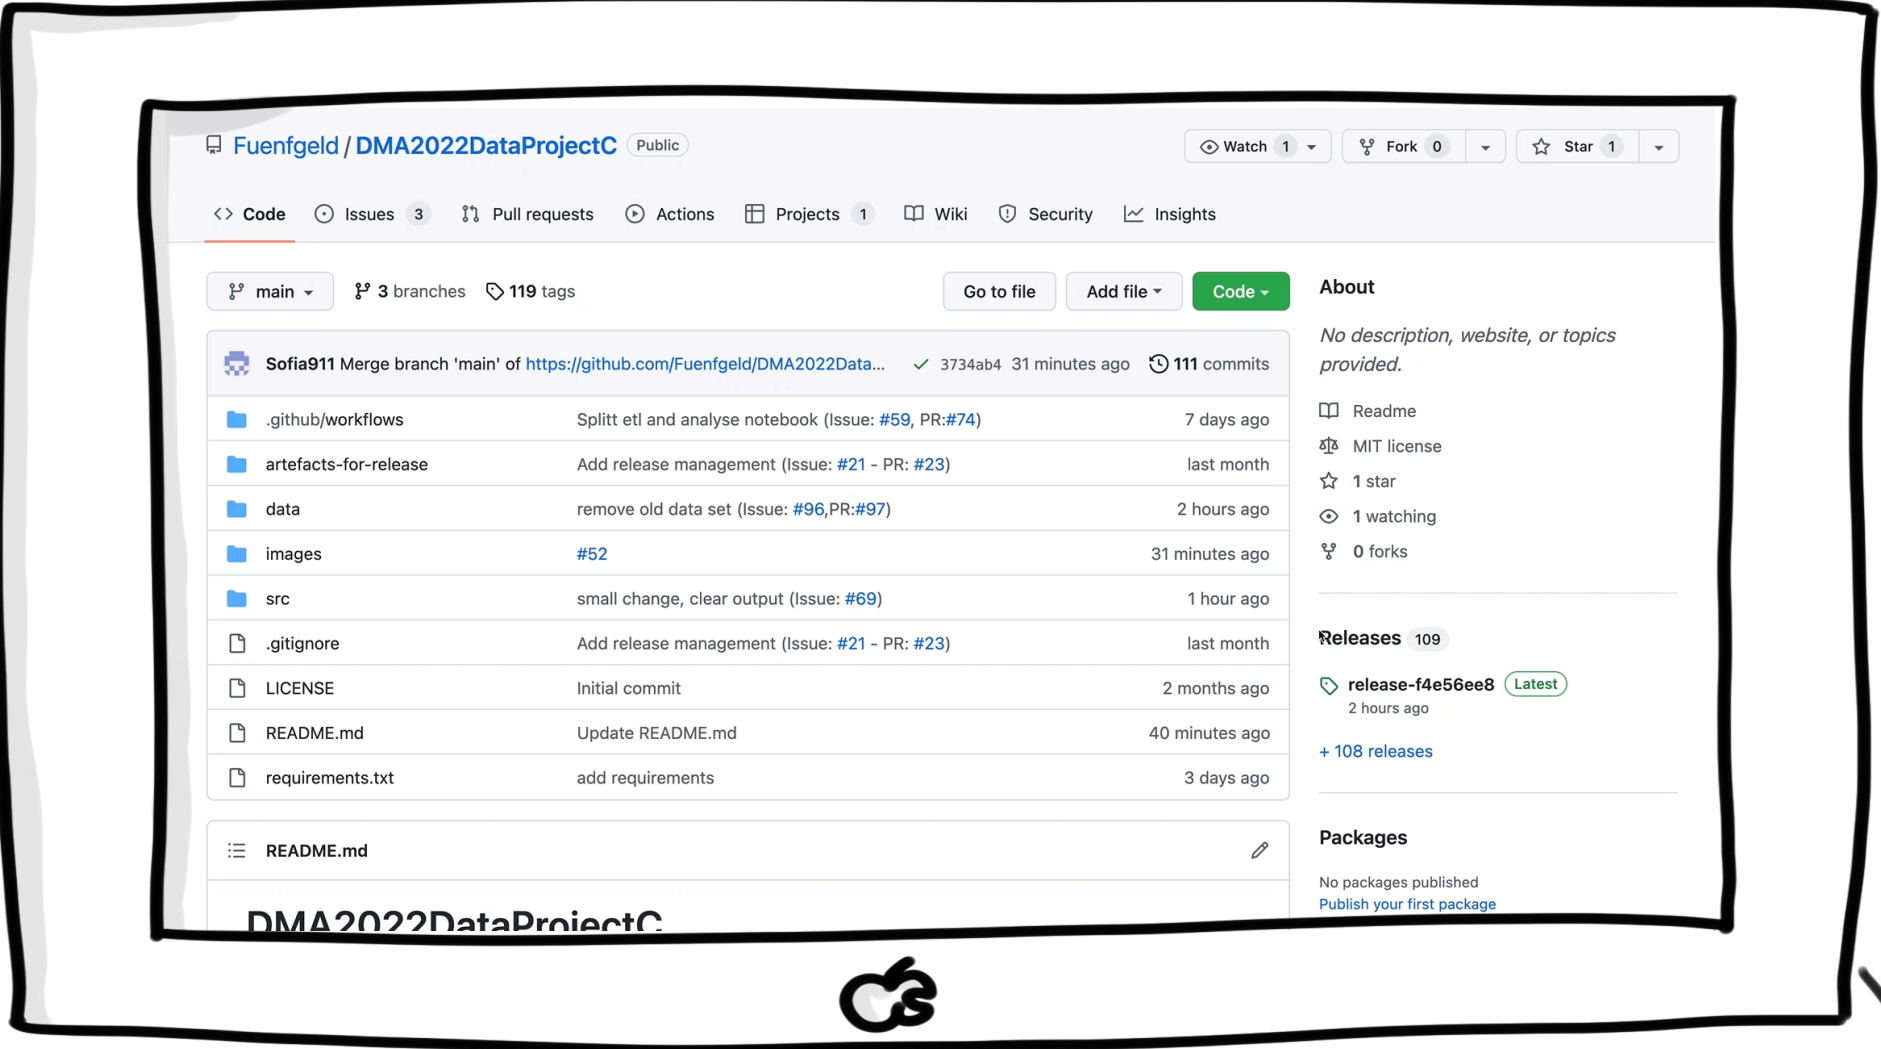 Fuenfgeld / DMA2022DataProjectC Public
Watch 1 Fork 0 Star 1
Code Issues 3 Pull requests Actions Projects 1 Wiki Security Insights
main 3 branches 119 tags Go to file Add file Code
Sofia911 Merge branch 'main' of https://github.com/Fuenfgeld/DMA2022Data... 3734ab4 31 minutes ago 111 commits
.github/workflows Splitt etl and analyse notebook (Issue: #59, PR:#74) 7 days ago
artefacts-for-release Add release management (Issue: #21 - PR: #23) last month
data remove old data set (Issue: #96,PR:#97) 2 hours ago
images #52 31 minutes ago
src small change, clear output (Issue: #69) 1 hour ago
.gitignore Add release management (Issue: #21 - PR: #23) last month
LICENSE Initial commit 2 months ago
README.md Update README.md 40 minutes ago
requirements.txt add requirements 3 days ago
README.md
DMA2022DataProjectC
About
No description, website, or topics
provided.
Readme
MIT license
1 star
1 watching
0 forks
Releases 109
release-f4e56ee8 Latest
2 hours ago
+ 108 releases
Packages
No packages published
Publish your first package